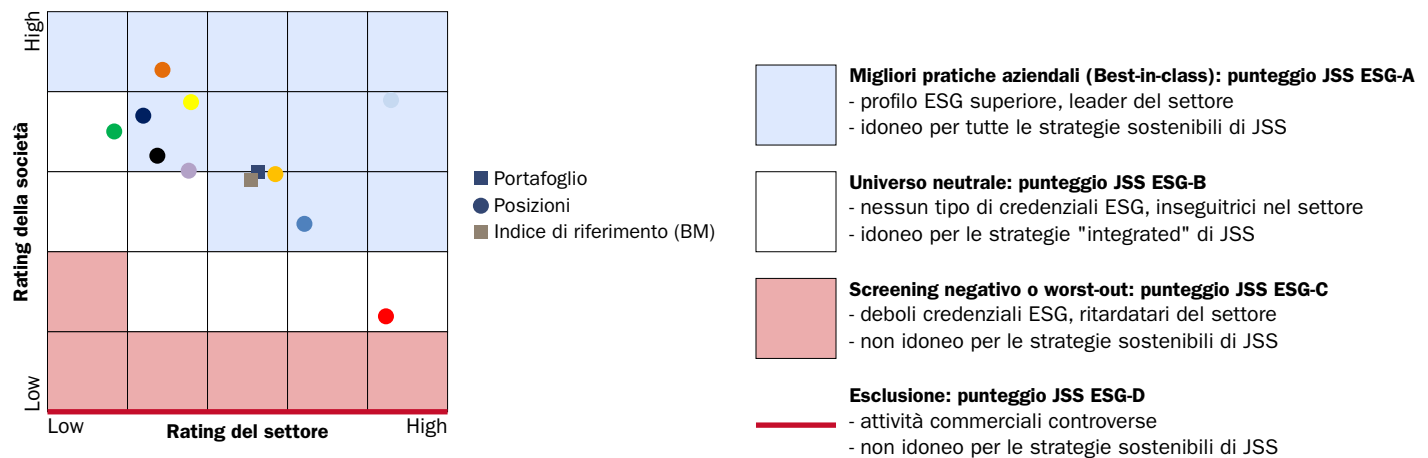 High
Rating della società
Low
Low
Rating del settore
High
Portafoglio
Posizioni
Indice di riferimento (BM)
Migliori pratiche aziendali (Best-in-class): punteggio JSS ESG-A
- profilo ESG superiore, leader del settore
- idoneo per tutte le strategie sostenibili di JSS
Universo neutrale: punteggio JSS ESG-B
- nessun tipo di credenziali ESG, inseguitrici nel settore
- idoneo per le strategie "integrated" di JSS
Screening negativo o worst-out: punteggio JSS ESG-C
- deboli credenziali ESG, ritardatari del settore
- non idoneo per le strategie sostenibili di JSS
Esclusione: punteggio JSS ESG-D
- attività commerciali controverse
- non idoneo per le strategie sostenibili di JSS